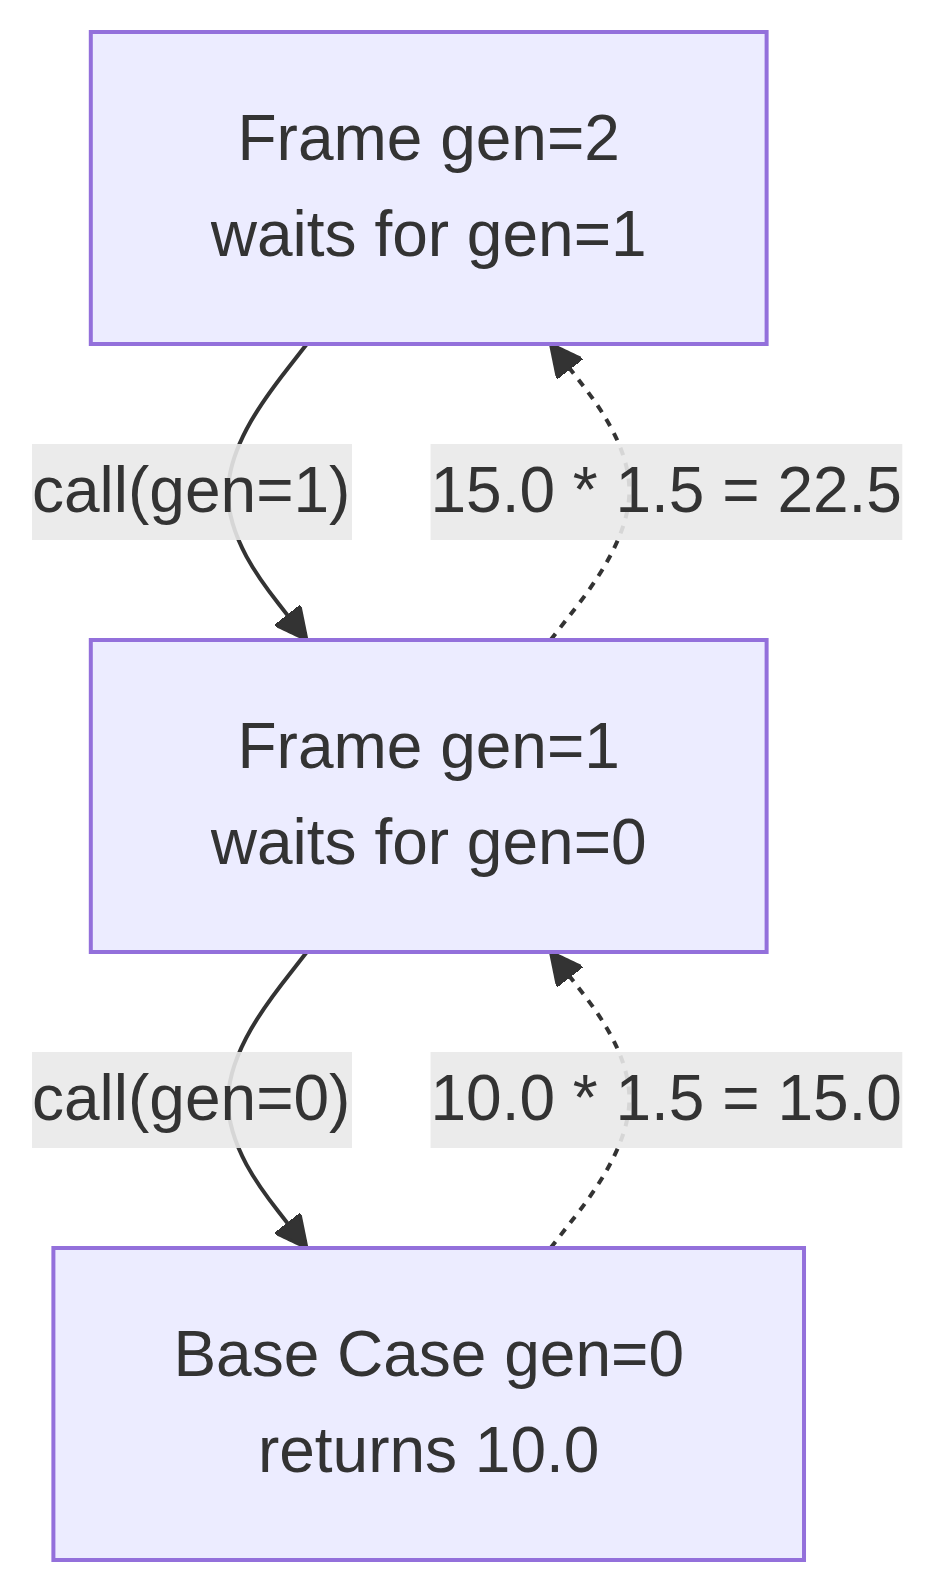 Frame gen=2
waits for gen=1
call(gen=1)
15.0 * 1.5 = 22.5
Frame gen=1
waits for gen=0
call(gen=0)
10.0 * 1.5 = 15.0
Base Case gen=0
returns 10.0